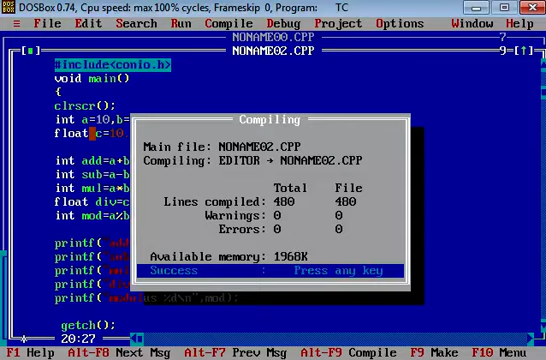 DOSBox 0.74, Cpu speed: max 100% cycles, Frameskip 0, Program: TC
≡ File Edit Search Run Compile Debug Project Options Window Help
NONAME00.CPP 7
[■] NONAME02.CPP 9=[↑]
#include<conio.h>
void main()
{
clrscr();
int a=10,b=
float c=10
int add=a+b
int sub=a-b
int mul=a*b
float div=c
int mod=a%b
printf("add
printf(
printf("mu
printf("di
printf("modulus %d\n",mod);
getch();
20:27
Compiling
Main file: NONAME02.CPP
Compiling: EDITOR → NONAME02.CPP
Total File
Lines compiled: 480 480
Warnings: 0 0
Errors: 0 0
Available memory: 1968K
Success : Press any key
F1 Help Alt-F8 Next Msg Alt-F7 Prev Msg Alt-F9 Compile F9 Make F10 Menu